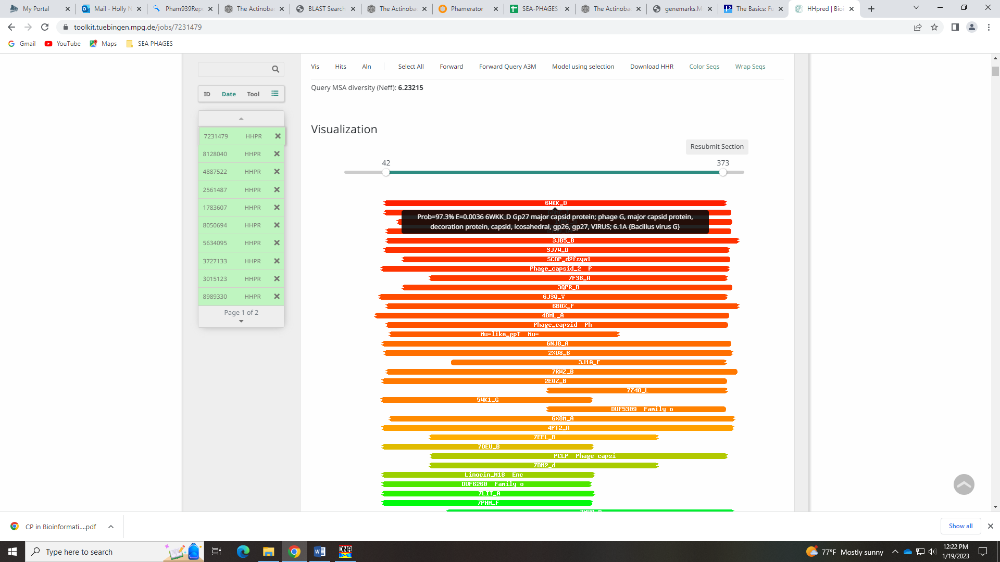 My Portal
Mail - Holly N
Pham939Rep
The Actinoba
BLAST Search
The Actinoba
Phamerator
SEA-PHAGES
The Actinoba
genemarks.M
The Basics: Fu
HHpred | Bioi
toolkit.tuebingen.mpg.de/jobs/7231479
Gmail
YouTube
Maps
SEA PHAGES
Vis Hits Aln Select All Forward Forward Query A3M Model using selection Download HHR Color Seqs Wrap Seqs
ID Date Tool
7231479 HHPR
8128040 HHPR
4887522 HHPR
2561487 HHPR
1783607 HHPR
8050694 HHPR
5634095 HHPR
3727133 HHPR
3015123 HHPR
8989330 HHPR
Page 1 of 2
Query MSA diversity (Neff): 6.23215
Visualization
Resubmit Section
42 373
6WKK_D
Prob=97.3% E=0.0036 6WKK_D Gp27 major capsid protein; phage G, major capsid protein,
decoration protein, capsid, icosahedral, gp26, gp27, VIRUS; 6.1A {Bacillus virus G}
3JB5_B
3J7W_D
SCOP_d2fsya1
Phage_capsid_2 P
7F38_A
3QPR_D
6J3Q_V
6B0X_F
4BML_A
Phage_capsid Ph
Mu-like_gpT Mu-
6NJ8_A
2XD8_B
3J1A_E
7RWZ_B
2E0Z_B
7Z48_L
5WK1_G
DUF5309 Family o
6X8M_A
4PT2_A
7EEL_B
7OEU_B
PCLP Phage capsi
7DN2_d
Linocin_M18 Enc
DUF6260 Family o
7LIT_A
7PHM_F
CP in Bioinformati....pdf
Show all
Type here to search
DNA
77°F Mostly sunny
12:22 PM
1/19/2023